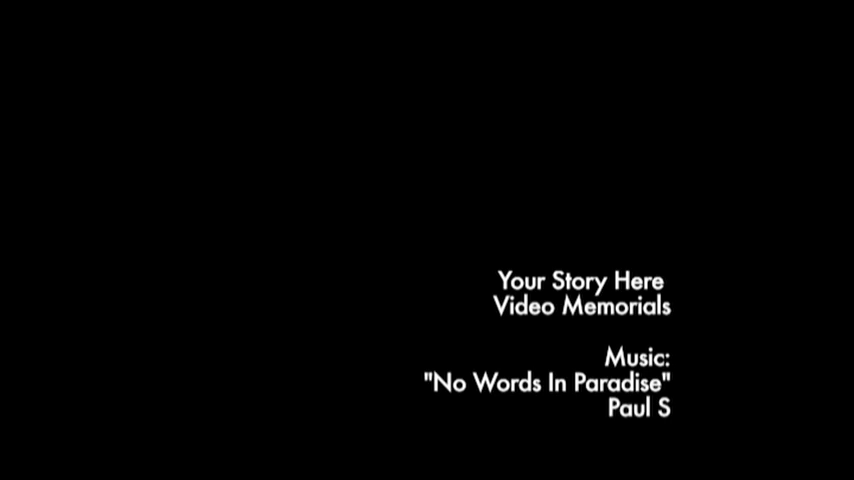 Your Story Here
Video Memorials
Music:
"No Words In Paradise"
Paul S